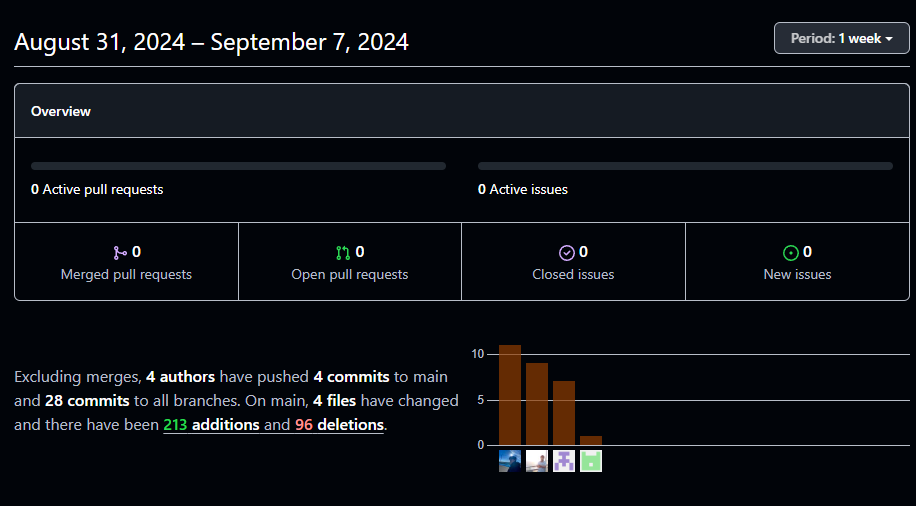 August 31, 2024 – September 7, 2024
Period: 1 week
Overview
0 Active pull requests
0 Active issues
0
Merged pull requests
0
Open pull requests
0
Closed issues
0
New issues
Excluding merges, 4 authors have pushed 4 commits to main
and 28 commits to all branches. On main, 4 files have changed
and there have been 213 additions and 96 deletions.
10
5
0